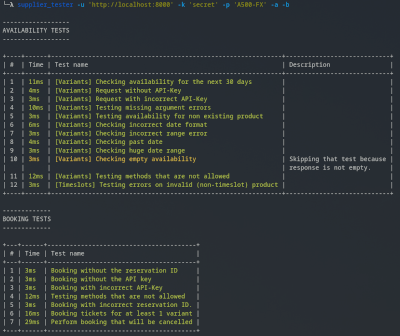 └─λ supplier_tester -u 'http://localhost:8000' -k 'secret' -p 'A500-FX' -a -b
------------------
AVAILABILITY TESTS
------------------
| # | Time | Test name | Description |
| 1 | 11ms | [Variants] Checking availability for the next 30 days | |
| 2 | 4ms | [Variants] Request without API-Key | |
| 3 | 3ms | [Variants] Request with incorrect API-Key | |
| 4 | 10ms | [Variants] Testing missing argument errors | |
| 5 | 3ms | [Variants] Testing availability for non existing product | |
| 6 | 6ms | [Variants] Checking incorrect date format | |
| 7 | 3ms | [Variants] Checking incorrect range error | |
| 8 | 4ms | [Variants] Checking past date | |
| 9 | 3ms | [Variants] Checking huge date range | |
| 10 | 3ms | [Variants] Checking empty availability | Skipping that test because |
| | | | response is not empty. |
| 11 | 12ms | [Variants] Testing methods that are not allowed | |
| 12 | 3ms | [Timeslots] Testing errors on invalid (non-timeslot) product | |
-------------
BOOKING TESTS
-------------
| # | Time | Test name |
| 1 | 3ms | Booking without the reservation ID |
| 2 | 3ms | Booking without the API key |
| 3 | 3ms | Booking with incorrect API-Key |
| 4 | 12ms | Testing methods that are not allowed |
| 5 | 3ms | Booking with incorrect reservation ID. |
| 6 | 16ms | Booking tickets for at least 1 variant |
| 7 | 29ms | Perform booking that will be cancelled |